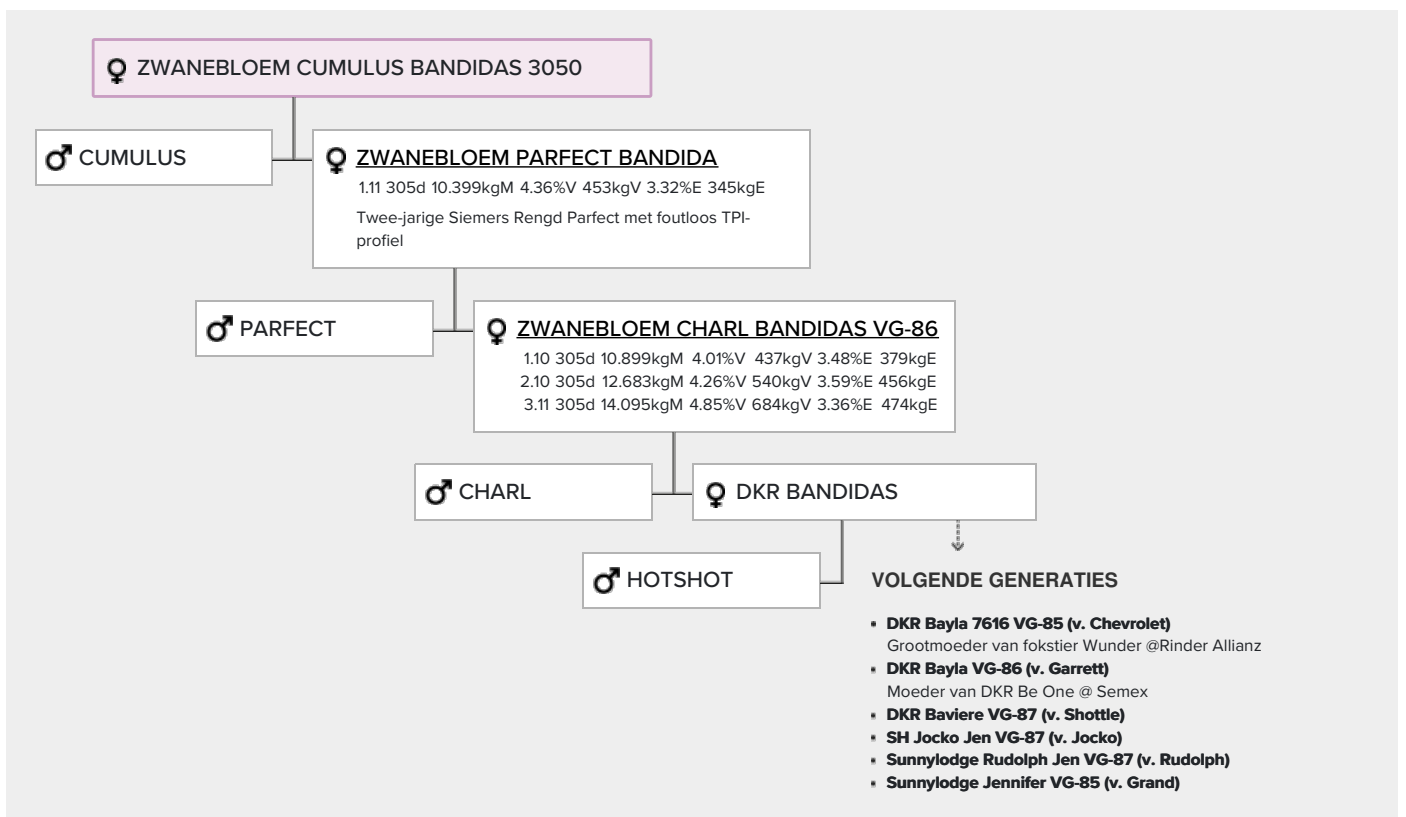 ZWANEBLOEM CUMULUS BANDIDAS 3050
CUMULUS
ZWANEBLOEM PARFECT BANDIDA
1.11 305d 10.399kgM 4.36%V 453kgV 3.32%E 345kgE
Twee-jarige Siemers Rengd Parfect met foutloos TPI-
profiel
PARFECT
ZWANEBLOEM CHARL BANDIDAS VG-86
1.10 305d 10.899kgM 4.01%V 437kgV 3.48%E 379kgE
2.10 305d 12.683kgM 4.26%V 540kgV 3.59%E 456kgE
3.11 305d 14.095kgM 4.85%V 684kgV 3.36%E 474kgE
CHARL
DKR BANDIDAS
HOTSHOT
VOLGENDE GENERATIES
DKR Bayla 7616 VG-85 (v. Chevrolet)
Grootmoeder van fokstier Wunder @Rinder Allianz
DKR Bayla VG-86 (v. Garrett)
Moeder van DKR Be One @ Semex
DKR Baviere VG-87 (v. Shottle)
SH Jocko Jen VG-87 (v. Jocko)
Sunnylodge Rudolph Jen VG-87 (v. Rudolph)
Sunnylodge Jennifer VG-85 (v. Grand)